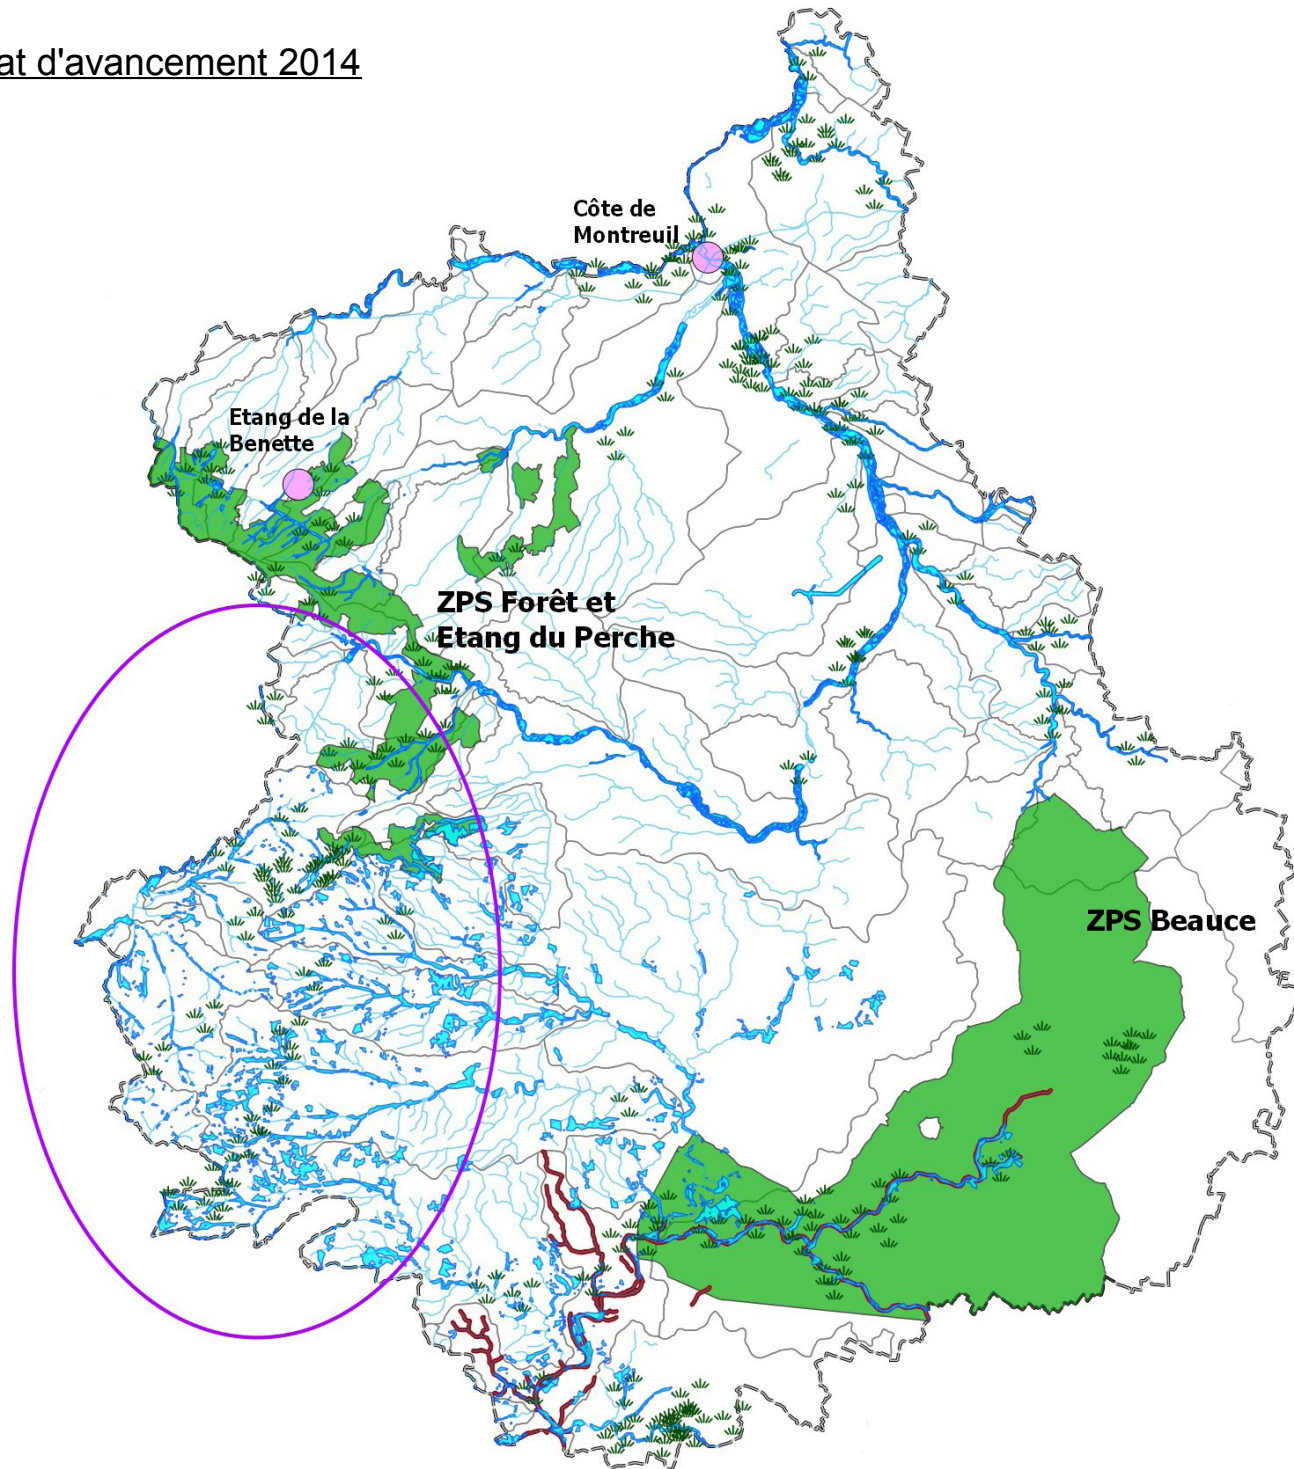 at d'avancement 2014
Côte de
Montreuil
Etang de la
Benette
ZPS Forêt et
Etang du Perche
ZPS Beauce